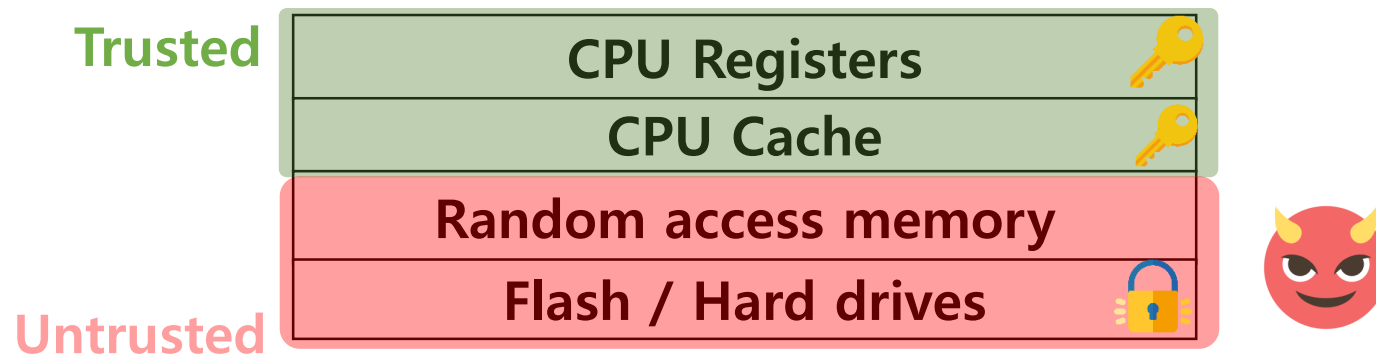 Trusted
CPU Registers
CPU Cache
Random access memory
Flash / Hard drives
Untrusted